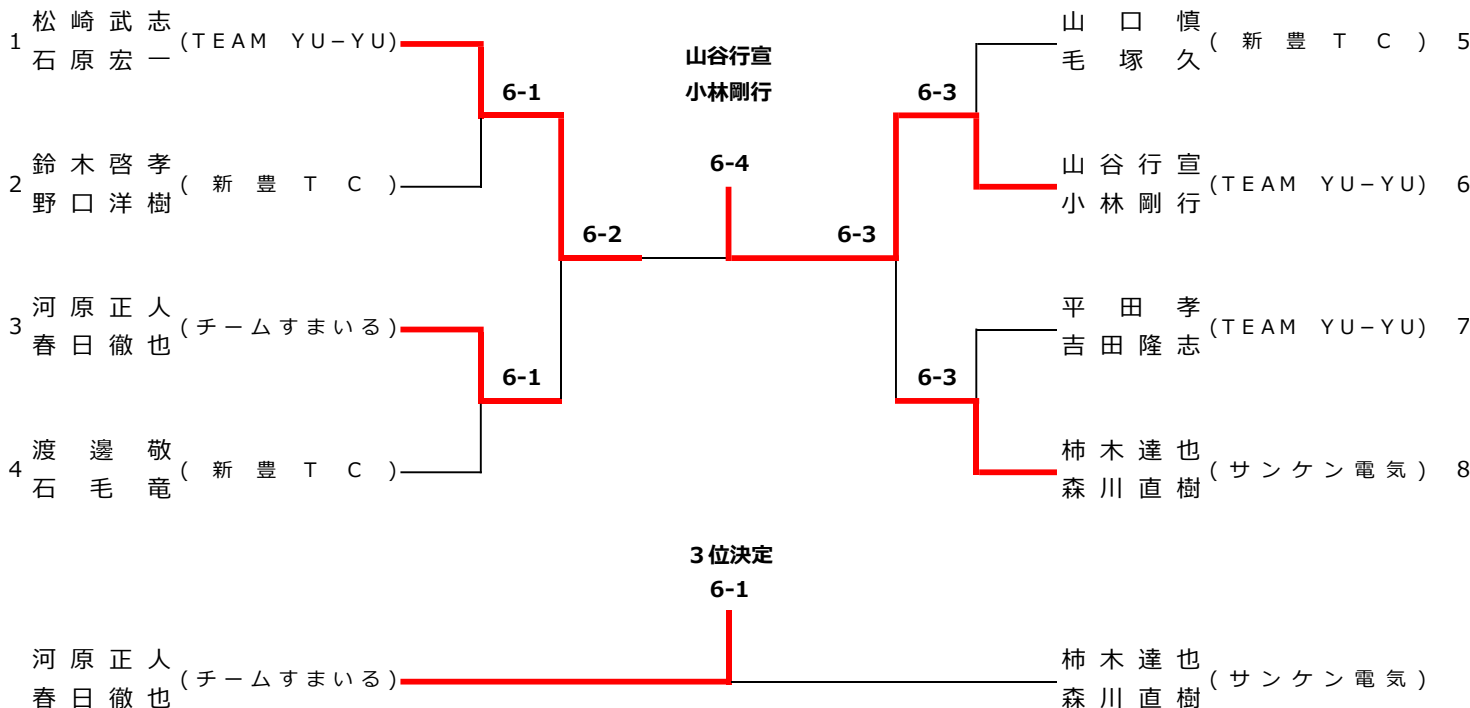 1 松崎武志 (TEAM YU−YU)
石原宏一
2 鈴木啓孝 (新豊TC)
野口洋樹
3 河原正人 (チームすまいる)
春日徹也
4 渡邊敬 (新豊TC)
石毛竜
6-1
6-1
6-2
山谷行宣
小林剛行
6-4
6-3
6-3
6-3
山口慎 (新豊TC) 5
毛塚久
山谷行宣 (TEAM YU−YU) 6
小林剛行
平田孝 (TEAM YU−YU) 7
吉田隆志
柿木達也 (サンケン電気) 8
森川直樹
3位決定
6-1
河原正人 (チームすまいる)
春日徹也
柿木達也 (サンケン電気)
森川直樹